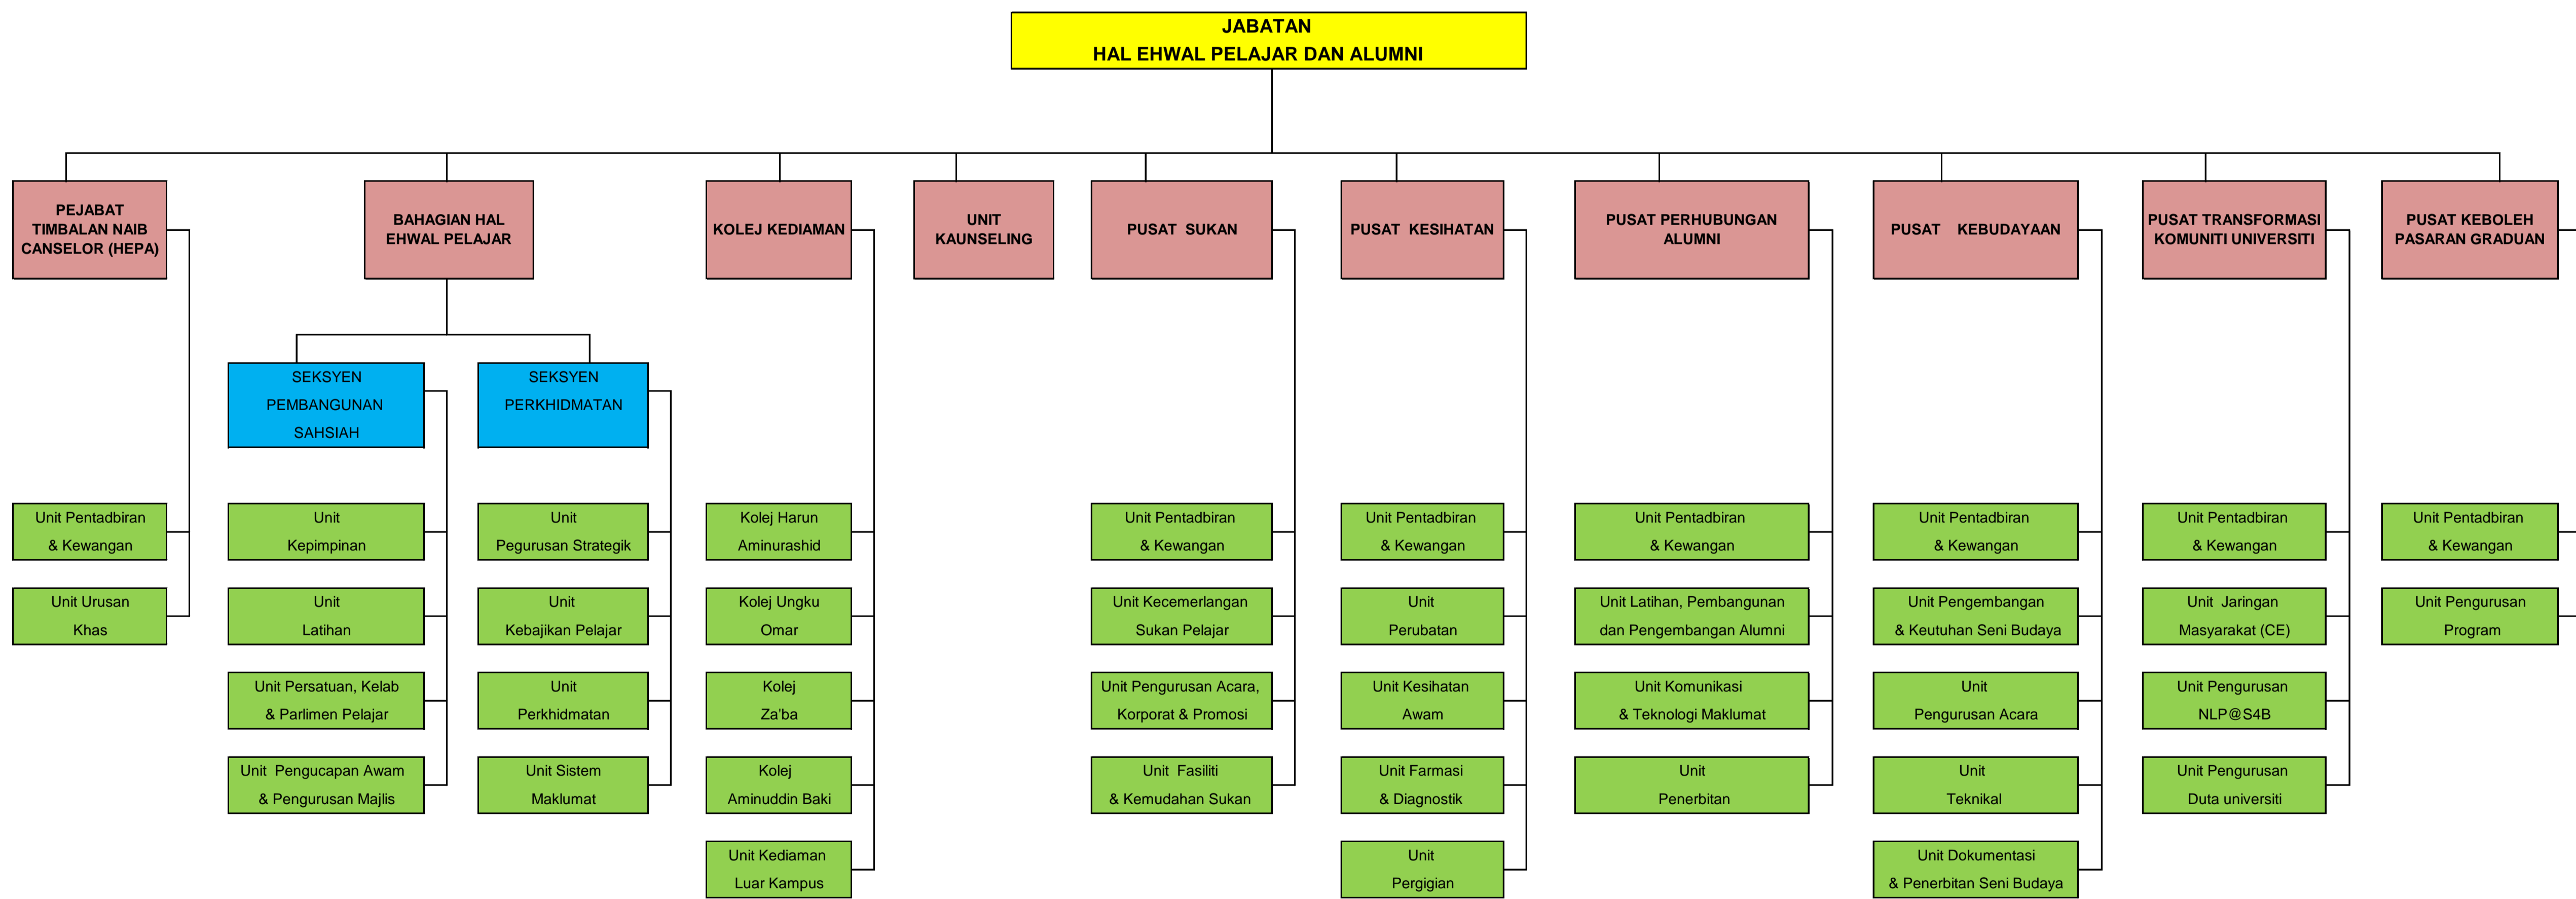 JABATAN
HAL EHWAL PELAJAR DAN ALUMNI
PEJABAT
TIMBALAN NAIB
CANSELOR (HEPA)
BAHAGIAN HAL
EHWAL PELAJAR
KOLEJ KEDIAMAN
UNIT
KAUNSELING
PUSAT SUKAN
PUSAT KESIHATAN
PUSAT PERHUBUNGAN
ALUMNI
PUSAT KEBUDAYAAN
PUSAT TRANSFORMASI
KOMUNITI UNIVERSITI
PUSAT KEBOLEH
PASARAN GRADUAN
SEKSYEN
PEMBANGUNAN
SAHSIAH
SEKSYEN
PERKHIDMATAN
Unit Pentadbiran
& Kewangan
Unit
Kepimpinan
Unit
Pegurusan Strategik
Kolej Harun
Aminurashid
Unit Pentadbiran
& Kewangan
Unit Pentadbiran
& Kewangan
Unit Pentadbiran
& Kewangan
Unit Pentadbiran
& Kewangan
Unit Pentadbiran
& Kewangan
Unit Pentadbiran
& Kewangan
Unit Urusan
Khas
Unit
Latihan
Unit
Kebajikan Pelajar
Kolej Ungku
Omar
Unit Kecemerlangan
Sukan Pelajar
Unit
Perubatan
Unit Latihan, Pembangunan
dan Pengembangan Alumni
Unit Pengembangan
& Keutuhan Seni Budaya
Unit Jaringan
Masyarakat (CE)
Unit Pengurusan
Program
Unit Persatuan, Kelab
& Parlimen Pelajar
Unit
Perkhidmatan
Kolej
Za'ba
Unit Pengurusan Acara,
Korporat & Promosi
Unit Kesihatan
Awam
Unit Komunikasi
& Teknologi Maklumat
Unit
Pengurusan Acara
Unit Pengurusan
NLP@S4B
Unit Pengucapan Awam
& Pengurusan Majlis
Unit Sistem
Maklumat
Kolej
Aminuddin Baki
Unit Fasiliti
& Kemudahan Sukan
Unit Farmasi
& Diagnostik
Unit
Penerbitan
Unit
Teknikal
Unit Pengurusan
Duta universiti
Unit Kediaman
Luar Kampus
Unit
Pergigian
Unit Dokumentasi
& Penerbitan Seni Budaya